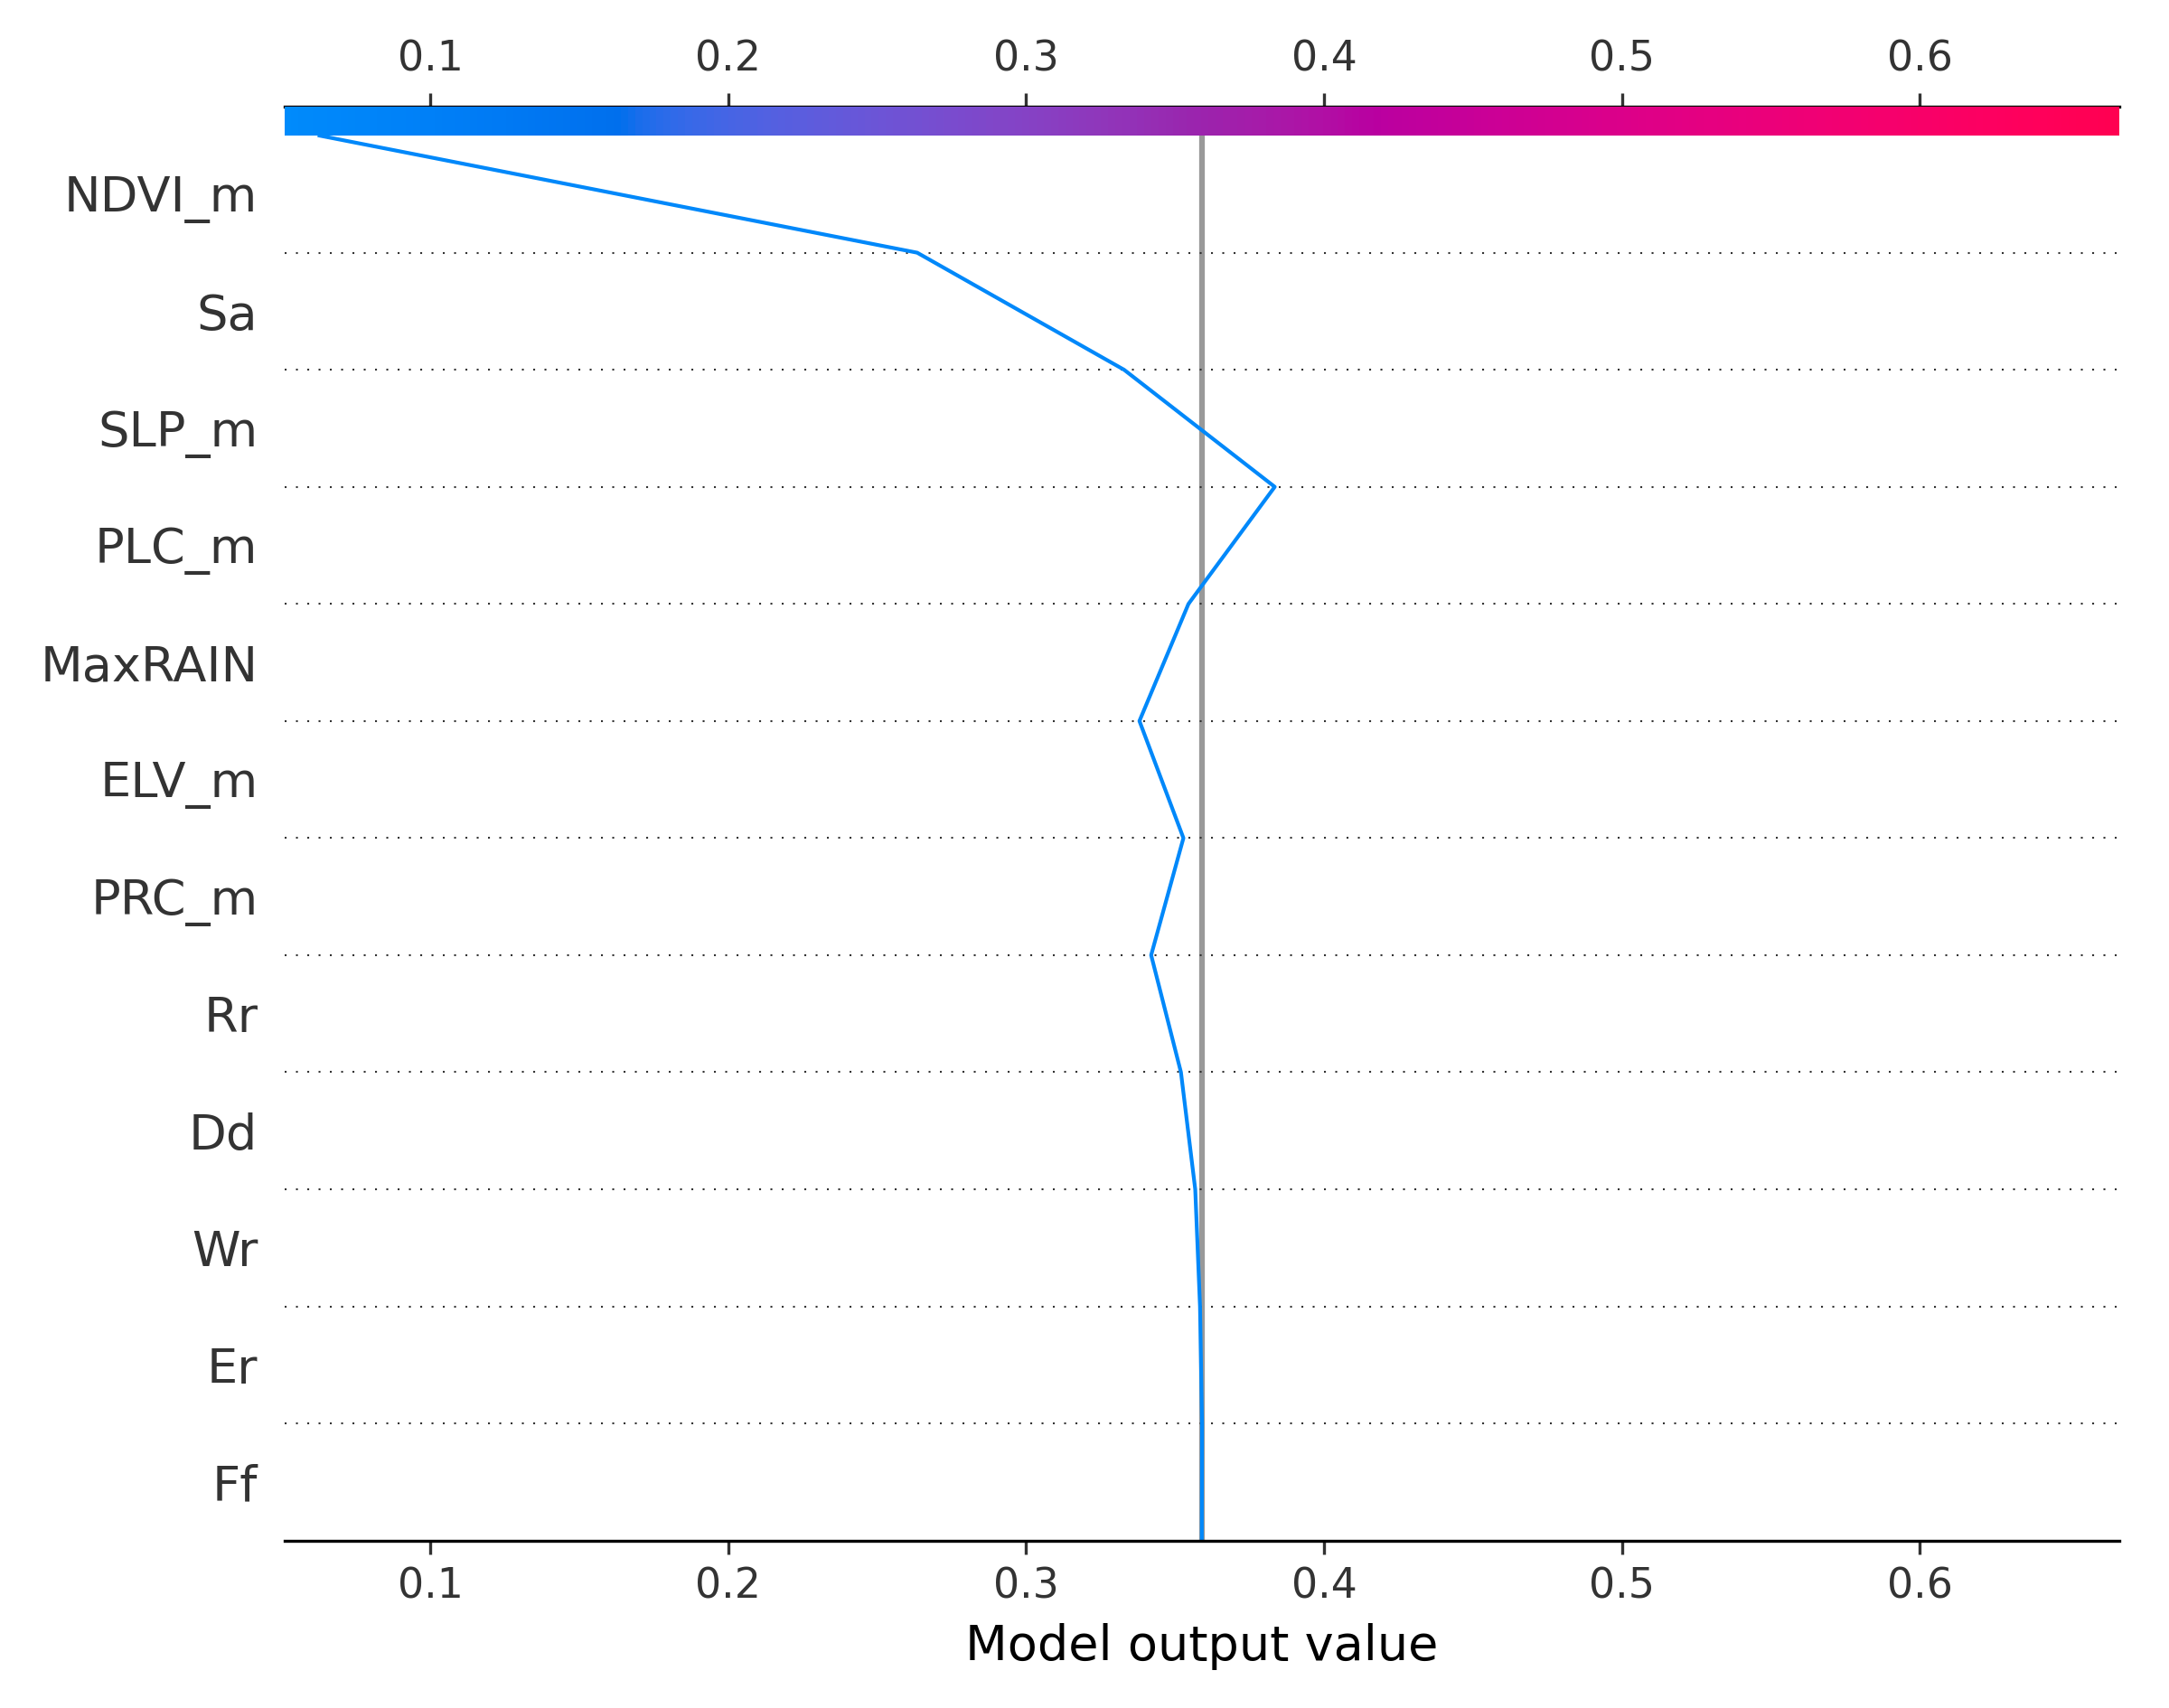 0.1 0.2 0.3 0.4 0.5 0.6
NDVI_m
Sa
SLP_m
PLC_m
MaxRAIN
ELV_m
PRC_m
Rr
Dd
Wr
Er
Ff
0.1 0.2 0.3 0.4 0.5 0.6
Model output value